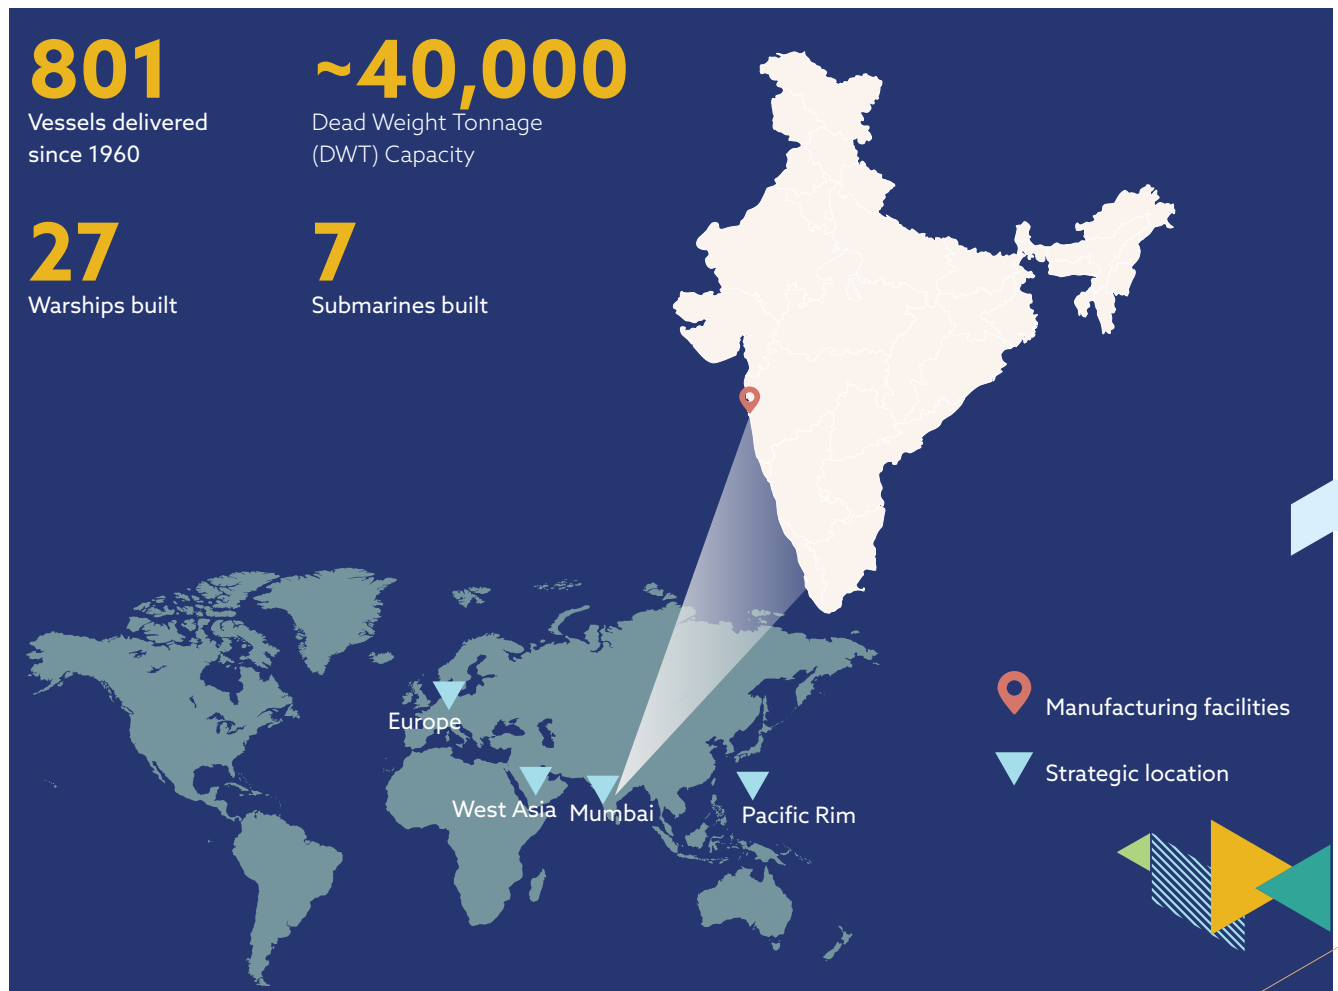 801
Vessels delivered
since 1960
~40,000
Dead Weight Tonnage
(DWT) Capacity
27
Warships built
7
Submarines built
Europe
West Asia
Mumbai
Pacific Rim
Manufacturing facilities
Strategic location